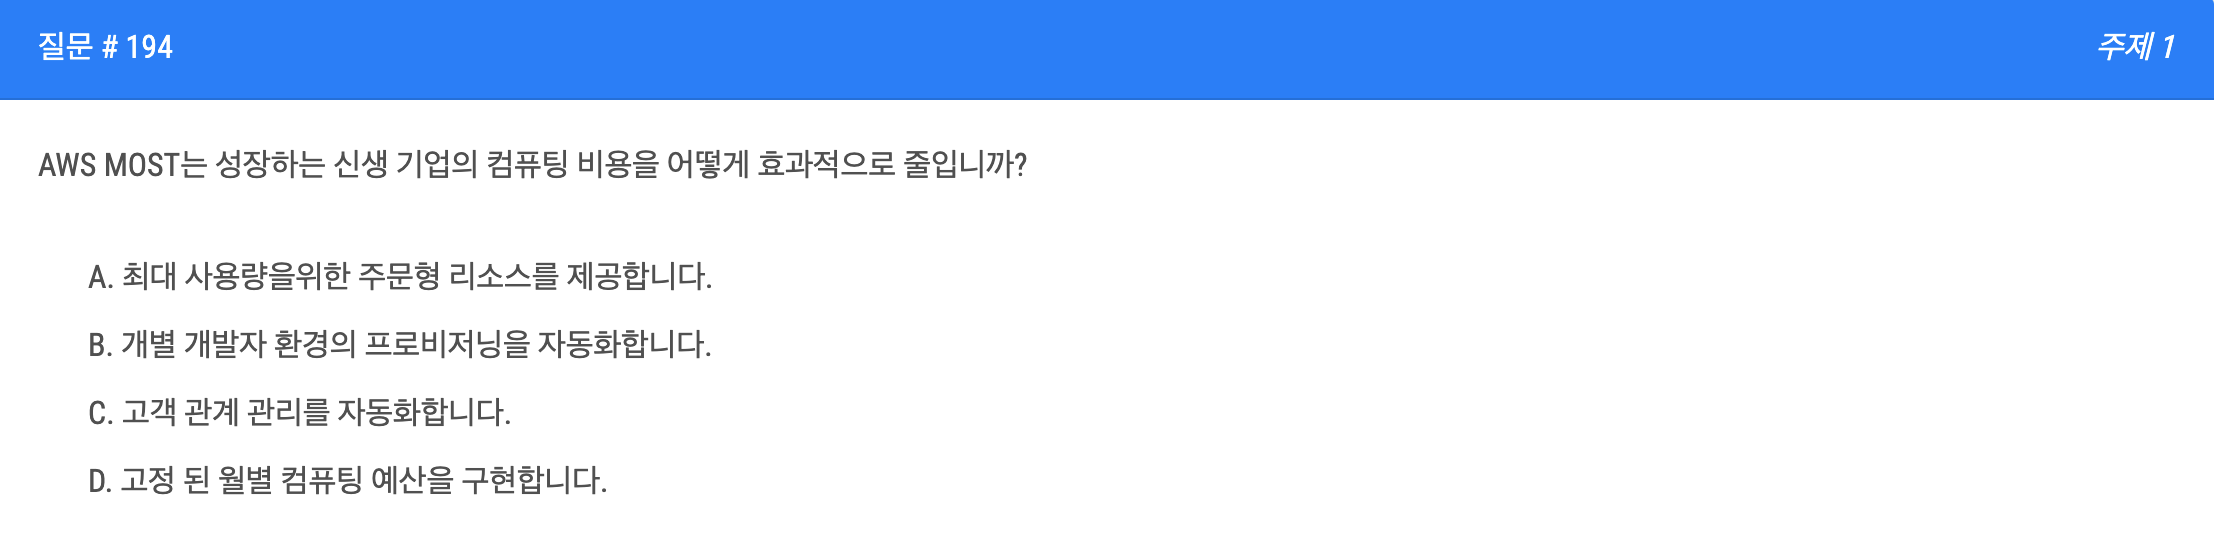 질문 # 194
주제 1
AWS MOST는 성장하는 신생 기업의 컴퓨팅 비용을 어떻게 효과적으로 줄입니까?
A. 최대 사용량을위한 주문형 리소스를 제공합니다.
B. 개별 개발자 환경의 프로비저닝을 자동화합니다.
C. 고객 관계 관리를 자동화합니다.
D. 고정 된 월별 컴퓨팅 예산을 구현합니다.